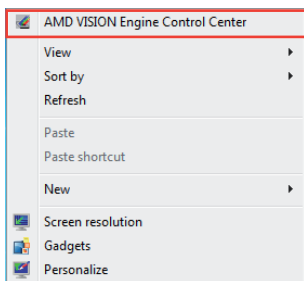 AMD VISION Engine Control Center
View
Sort by
Refresh
Paste
Paste shortcut
New
Screen resolution
Gadgets
Personalize